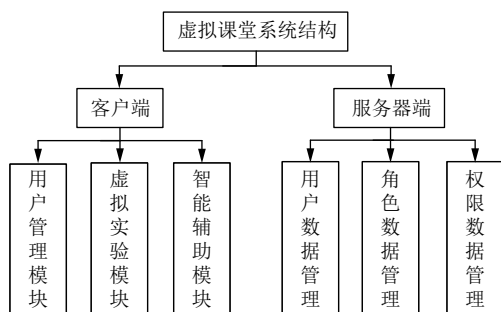 虚拟课堂系统结构
客户端
服务器端
用户管理模块
虚拟实验模块
智能辅助模块
用户数据管理
角色数据管理
权限数据管理